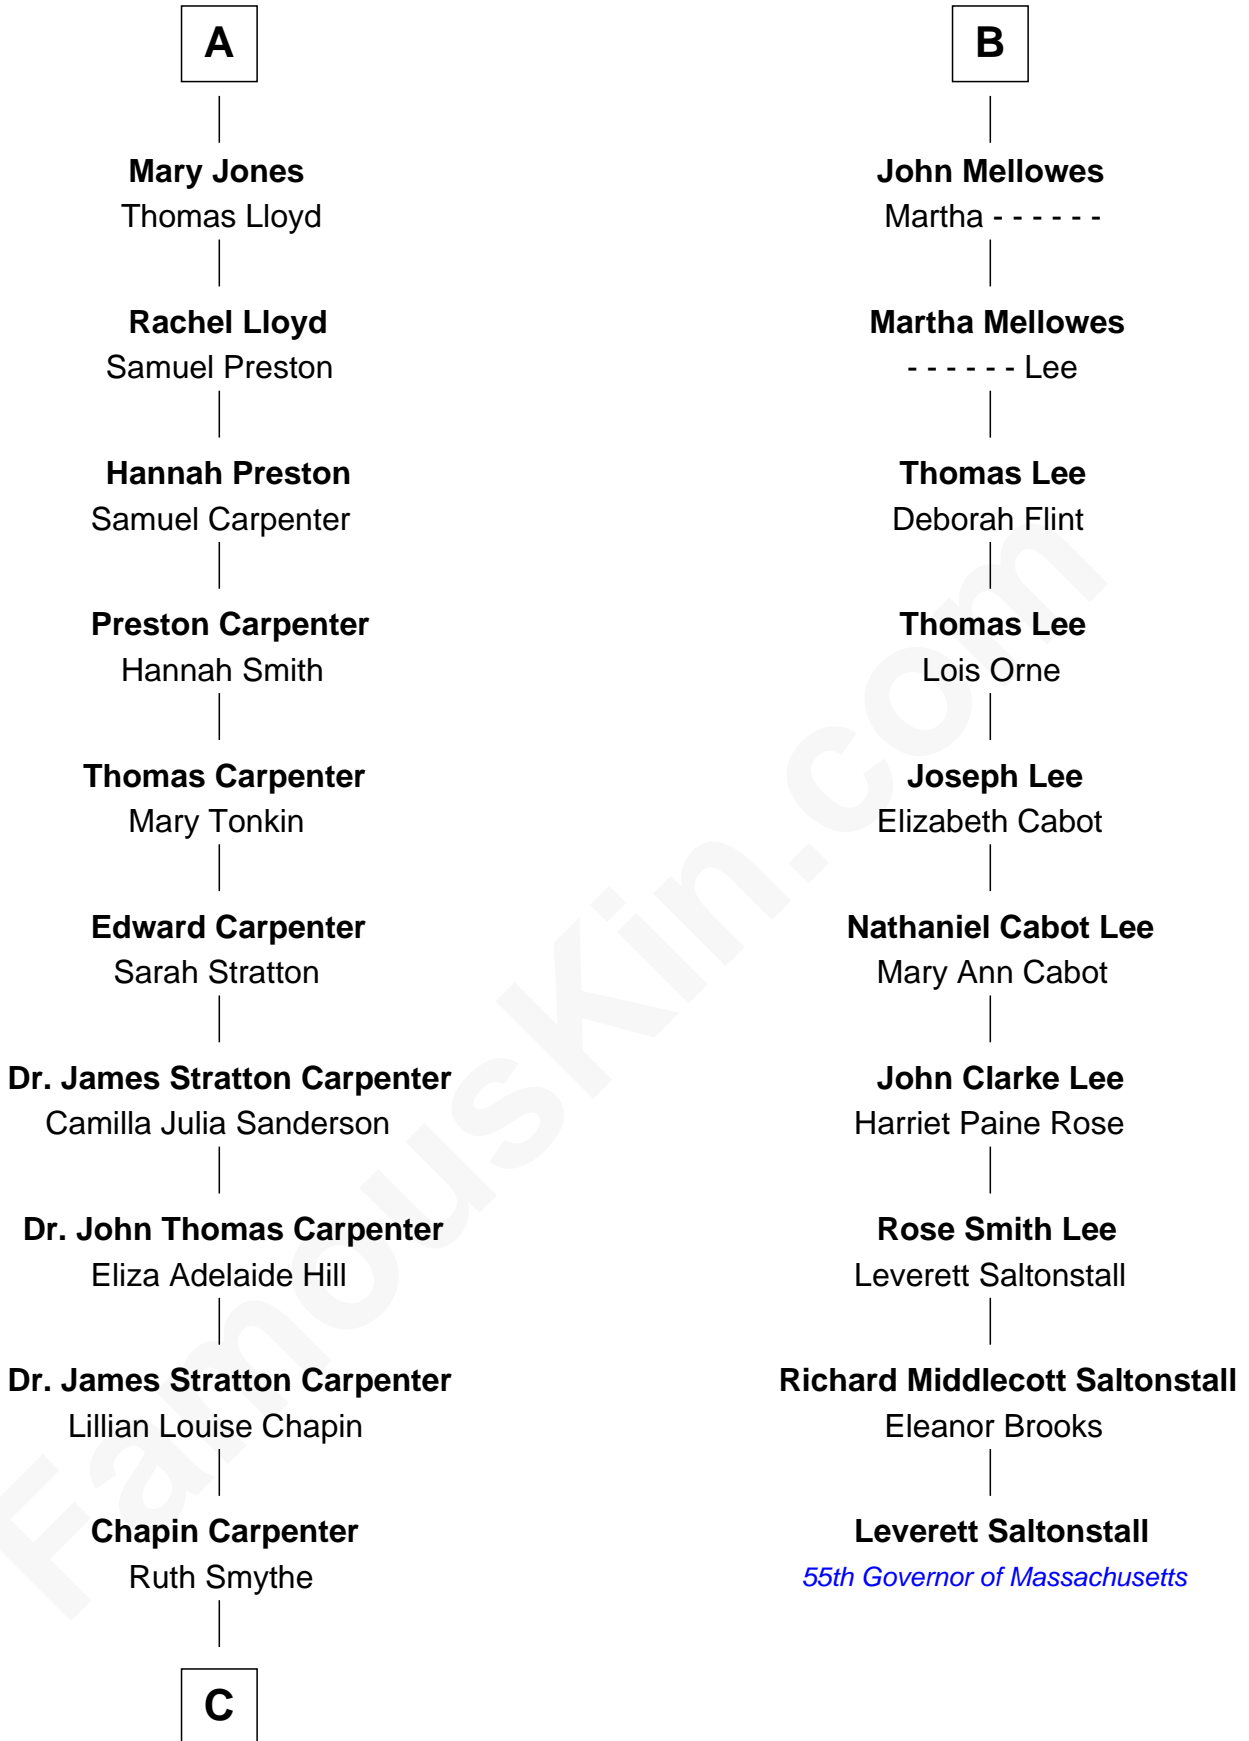 A
Mary Jones
Thomas Lloyd
Rachel Lloyd
Samuel Preston
Hannah Preston
Samuel Carpenter
Preston Carpenter
Hannah Smith
Thomas Carpenter
Mary Tonkin
Edward Carpenter
Sarah Stratton
Dr. James Stratton Carpenter
Camilla Julia Sanderson
Dr. John Thomas Carpenter
Eliza Adelaide Hill
Dr. James Stratton Carpenter
Lillian Louise Chapin
Chapin Carpenter
Ruth Smythe
C
B
John Mellowes
Martha - - - - - -
Martha Mellowes
- - - - - - Lee
Thomas Lee
Deborah Flint
Thomas Lee
Lois Orne
Joseph Lee
Elizabeth Cabot
Nathaniel Cabot Lee
Mary Ann Cabot
John Clarke Lee
Harriet Paine Rose
Rose Smith Lee
Leverett Saltonstall
Richard Middlecott Saltonstall
Eleanor Brooks
Leverett Saltonstall
55th Governor of Massachusetts
FamousKin.com